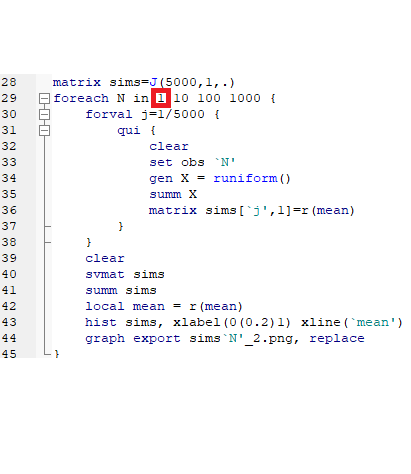 28 matrix sims=J(5000,1,.)
29 foreach N in 1 10 100 1000 {
30 forval j=1/5000 {
31 qui {
32 clear
33 set obs `N'
34 gen X = runiform()
35 summ X
36 matrix sims[`j',1]=r(mean)
37 }
38 }
39 clear
40 svmat sims
41 summ sims
42 local mean = r(mean)
43 hist sims, xlabel(0(0.2)1) xline(`mean')
44 graph export sims`N'_2.png, replace
45 }